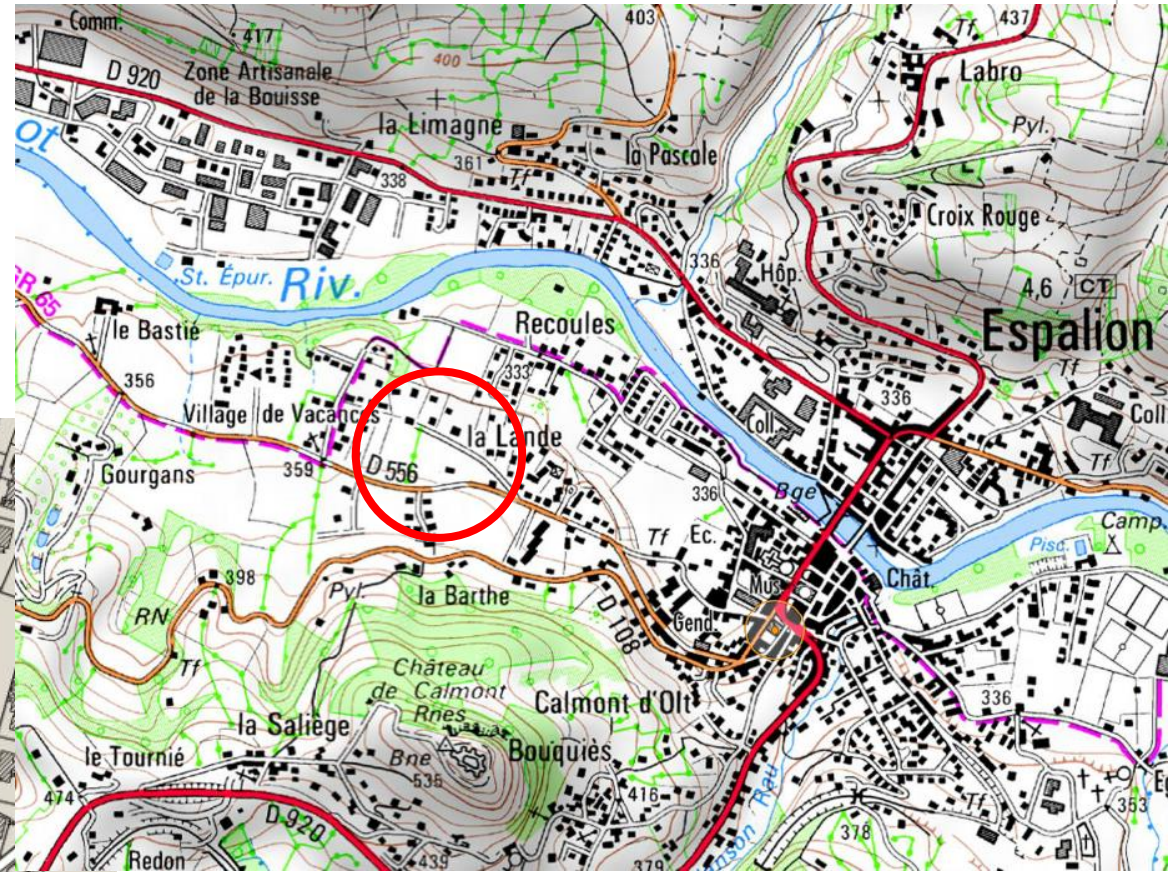 Comm.
417
403
437
Tf
D 920
Zone Artisanale
de la Bouisse
400
Labro
la Limagne
Pyl.
361
Tf
la Pascale
338
Croix Rouge
336
Hôp.
St. Épur.
Riv.
4,6
CT
GR 65
le Bastié
Recoules
Espalion
333
Tf
356
336
Village de Vacances
Coll.
Coll.
la Lande
359
D 556
Gourgans
336
Bge
Tf
Camp.
Tf
Ec.
Pisc.
398
Pyl.
la Barthe
Mus.
Chât.
RN
D 108
Gend.
Tf
Château
de Calmont
Rnes
Calmont d'Olt
336
la Saliège
le Tournié
Bne
535
Bouquiès
474
416
Tf
353
D 920
Rau
378
Redon
439
379